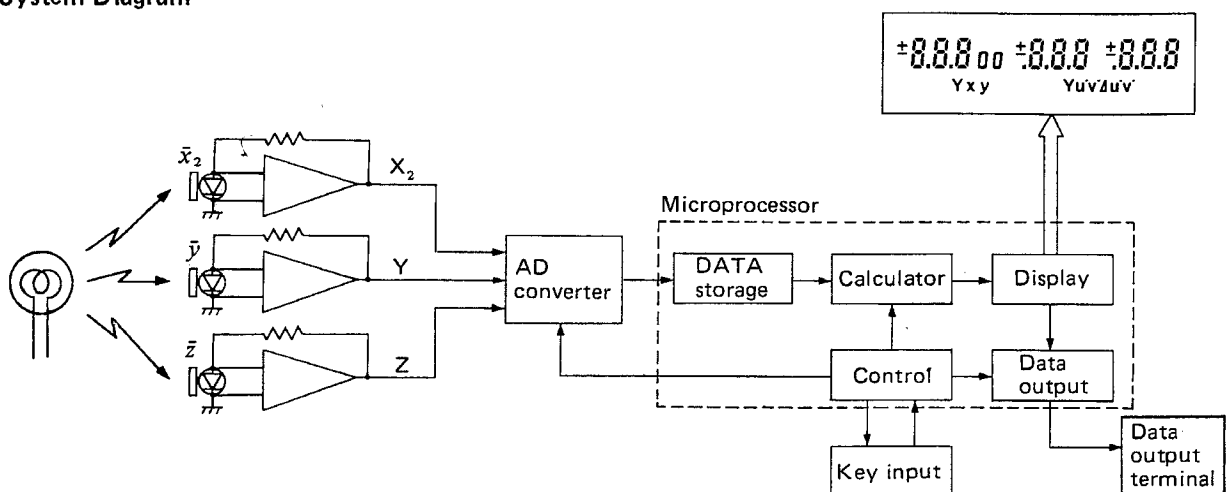 System Diagram
±8.8.8 00 ±.8.8.8 ±.8.8.8
Yxy Yu'v'Δu'v'
x̄₂
X₂
ȳ
Y
z̄
Z
AD
converter
Microprocessor
DATA
storage
Calculator
Display
Control
Data
output
Key input
Data
output
terminal